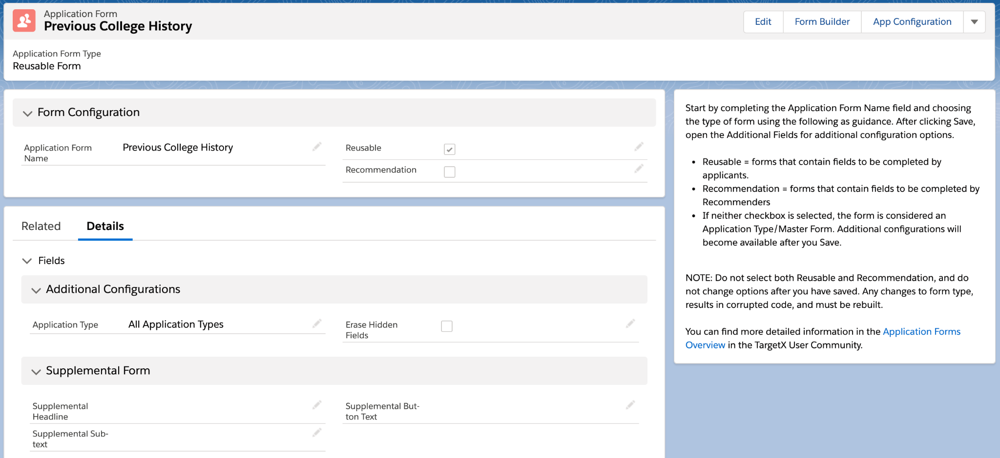 Application Form
Previous College History
Edit
Form Builder
App Configuration
Application Form Type
Reusable Form
Form Configuration
Application Form
Name
Previous College History
Reusable
Recommendation
Related
Details
Fields
Additional Configurations
Application Type
All Application Types
Erase Hidden
Fields
Supplemental Form
Supplemental
Headline
Supplemental But-
ton Text
Supplemental Sub-
text
Start by completing the Application Form Name field and choosing
the type of form using the following as guidance. After clicking Save,
open the Additional Fields for additional configuration options.
• Reusable = forms that contain fields to be completed by
applicants.
• Recommendation = forms that contain fields to be completed by
Recommenders
• If neither checkbox is selected, the form is considered an
Application Type/Master Form. Additional configurations will
become available after you Save.
NOTE: Do not select both Reusable and Recommendation, and do
not change options after you have saved. Any changes to form type,
results in corrupted code, and must be rebuilt.
You can find more detailed information in the Application Forms
Overview in the TargetX User Community.